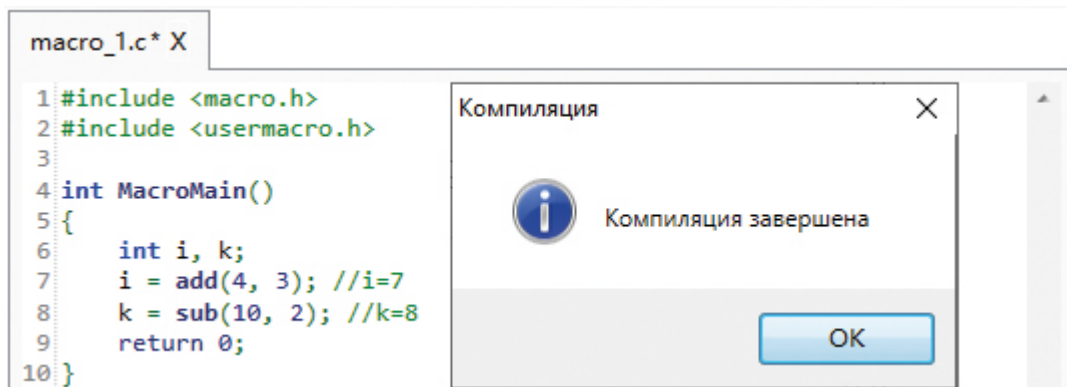 macro_1.c* X
1 #include <macro.h>
2 #include <usermacro.h>
3
4 int MacroMain()
5 {
6     int i, k;
7     i = add(4, 3); //i=7
8     k = sub(10, 2); //k=8
9     return 0;
10 }
Компиляция
Компиляция завершена
OK